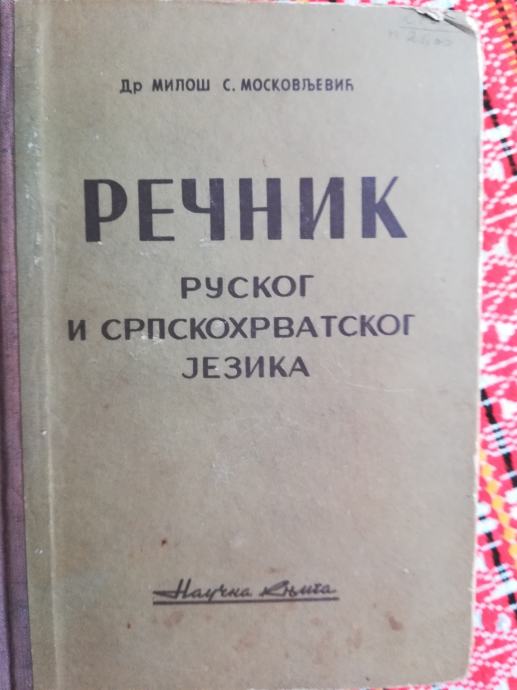 Др МИЛОШ С. МОСКОВЉЕВИЋ
РЕЧНИК
РУСКОГ
И СРПСКОХРВАТСКОГ
ЈЕЗИКА
Научна Књига